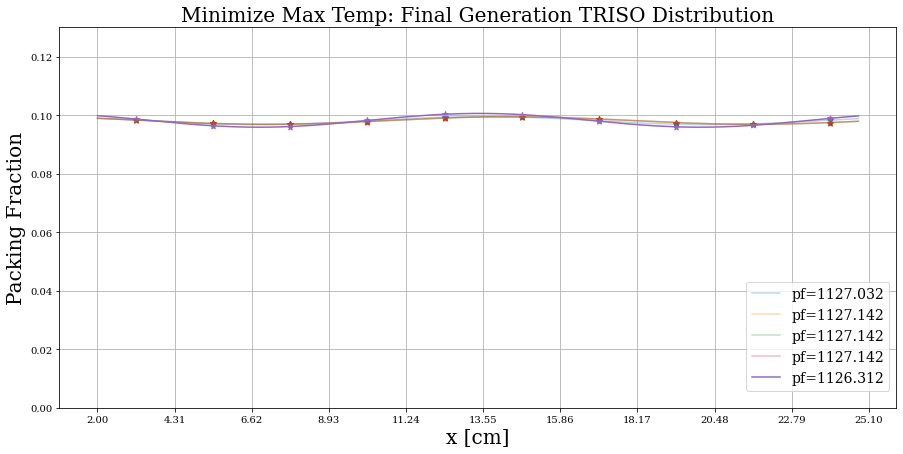 Minimize Max Temp: Final Generation TRISO Distribution
Packing Fraction
0.12
0.10
0.08
0.06
0.04
0.02
0.00
pf=1127.032
pf=1127.142
pf=1127.142
pf=1127.142
pf=1126.312
2.00 4.31 6.62 8.93 11.24 13.55 15.86 18.17 20.48 22.79 25.10
x [cm]